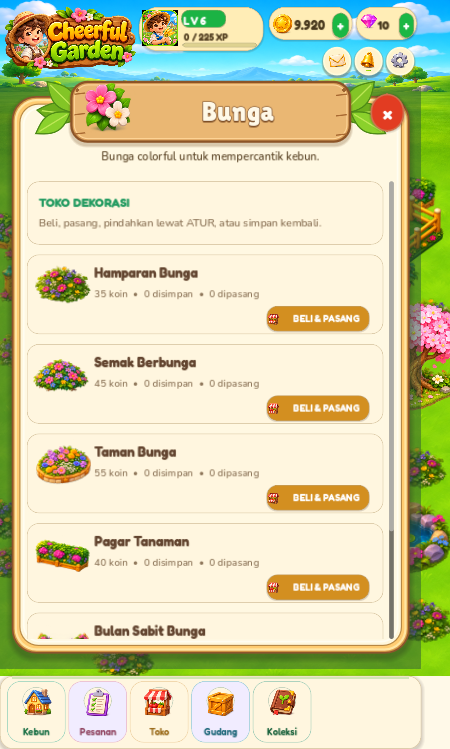 Cheerful
Garden
LV 6
0 / 225 XP
9.920
+
10
+
Bunga
Bunga colorful untuk mempercantik kebun.
TOKO DEKORASI
Beli, pasang, pindahkan lewat ATUR, atau simpan kembali.
Hamparan Bunga
35 koin • 0 disimpan • 0 dipasang
BELI & PASANG
Semak Berbunga
45 koin • 0 disimpan • 0 dipasang
BELI & PASANG
Taman Bunga
55 koin • 0 disimpan • 0 dipasang
BELI & PASANG
Pagar Tanaman
40 koin • 0 disimpan • 0 dipasang
BELI & PASANG
Bulan Sabit Bunga
Kebun
Pesanan
Toko
Gudang
Koleksi